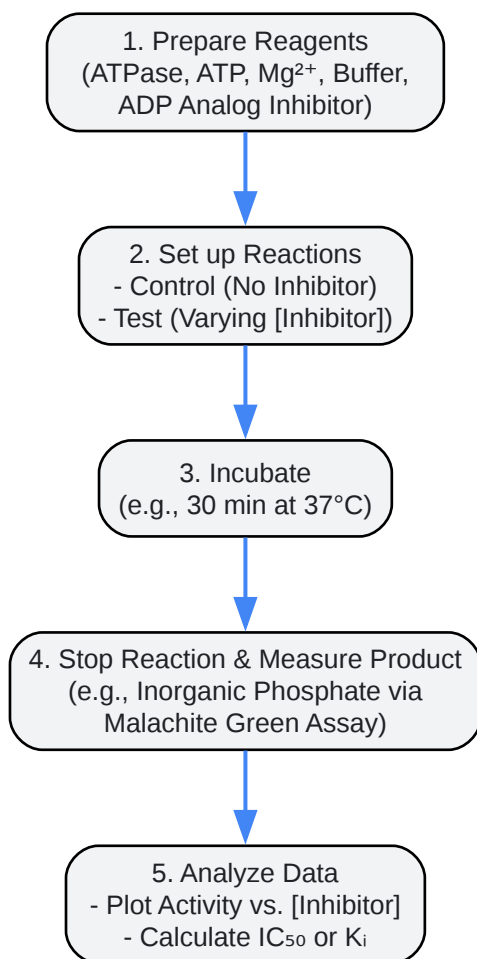 1. Prepare Reagents
(ATPase, ATP, Mg²⁺, Buffer,
ADP Analog Inhibitor)
2. Set up Reactions
- Control (No Inhibitor)
- Test (Varying [Inhibitor])
3. Incubate
(e.g., 30 min at 37°C)
4. Stop Reaction & Measure Product
(e.g., Inorganic Phosphate via
Malachite Green Assay)
5. Analyze Data
- Plot Activity vs. [Inhibitor]
- Calculate IC₅₀ or Kᵢ